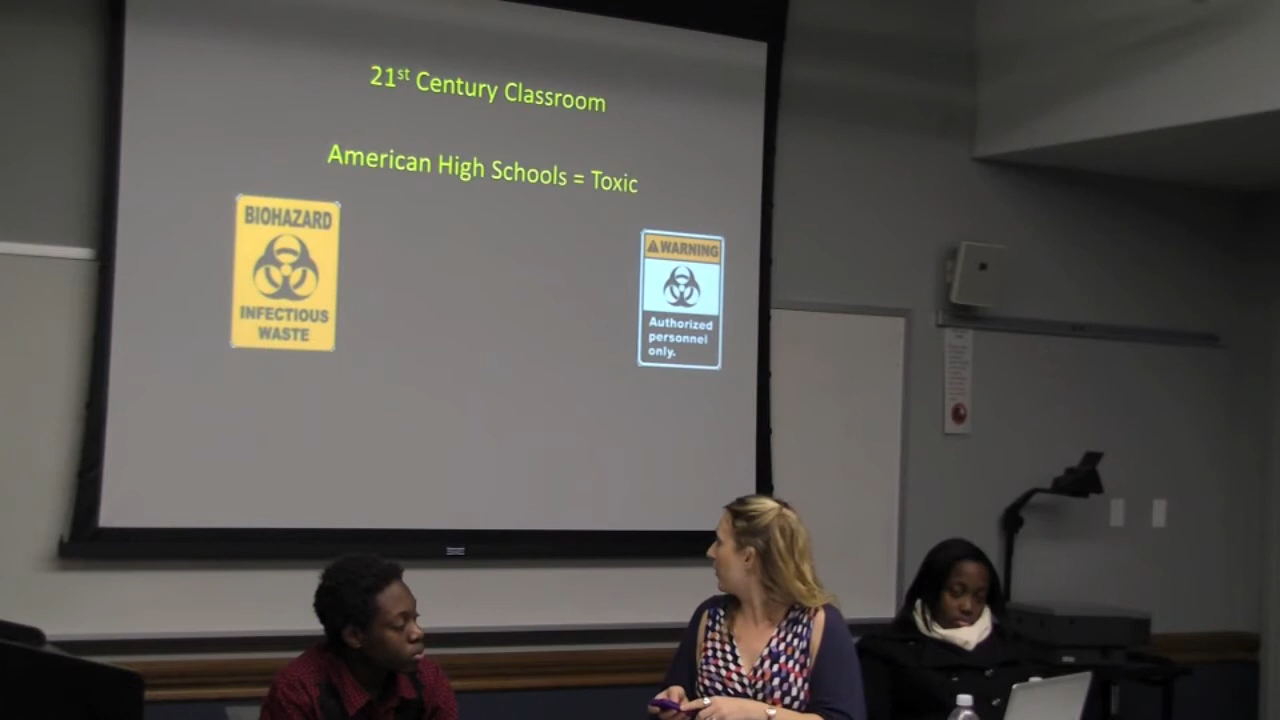 21st Century Classroom
American High Schools = Toxic
BIOHAZARD
INFECTIOUS
WASTE
WARNING
Authorized
personnel
only.